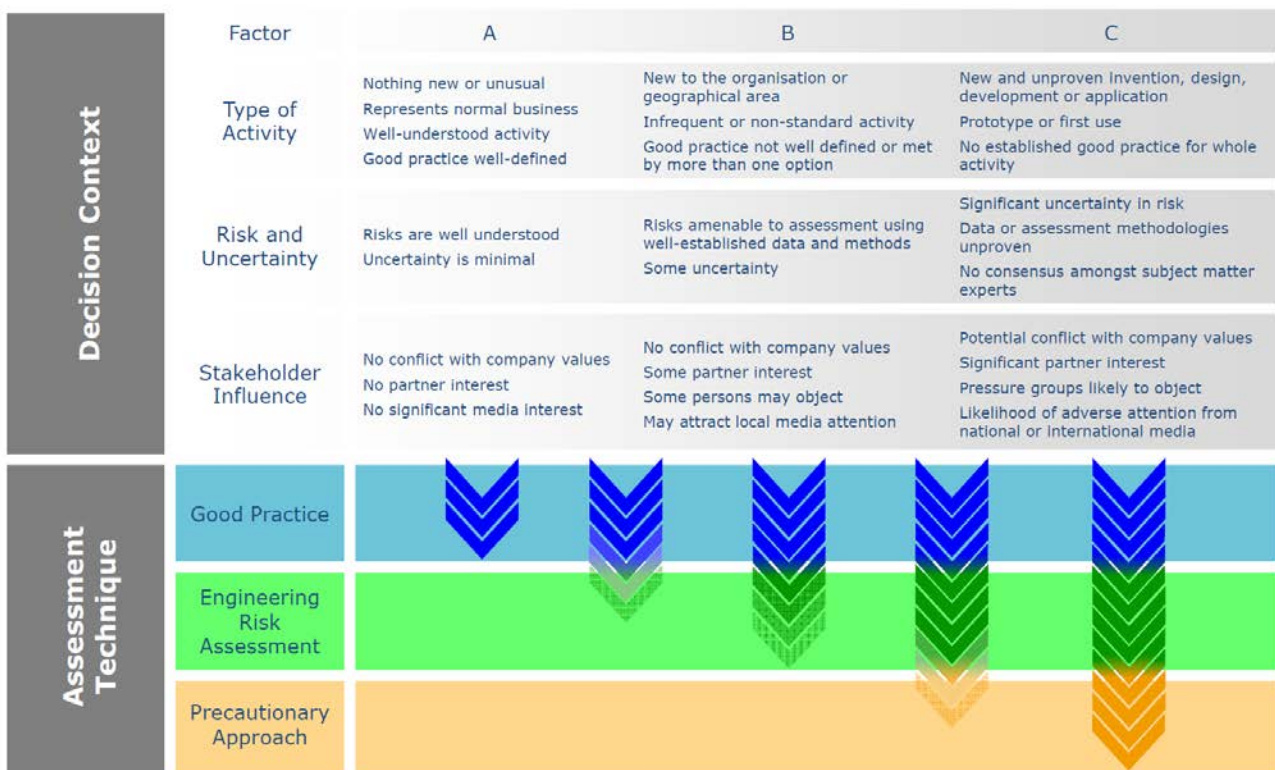 Decision Context
Factor
A
B
C
Type of
Activity
Nothing new or unusual
Represents normal business
Well-understood activity
Good practice well-defined
New to the organisation or
geographical area
Infrequent or non-standard activity
Good practice not well defined or met
by more than one option
New and unproven invention, design,
development or application
Prototype or first use
No established good practice for whole
activity
Risk and
Uncertainty
Risks are well understood
Uncertainty is minimal
Risks amenable to assessment using
well-established data and methods
Some uncertainty
Significant uncertainty in risk
Data or assessment methodologies
unproven
No consensus amongst subject matter
experts
Stakeholder
Influence
No conflict with company values
No partner interest
No significant media interest
No conflict with company values
Some partner interest
Some persons may object
May attract local media attention
Potential conflict with company values
Significant partner interest
Pressure groups likely to object
Likelihood of adverse attention from
national or international media
Assessment
Technique
Good Practice
Engineering
Risk
Assessment
Precautionary
Approach